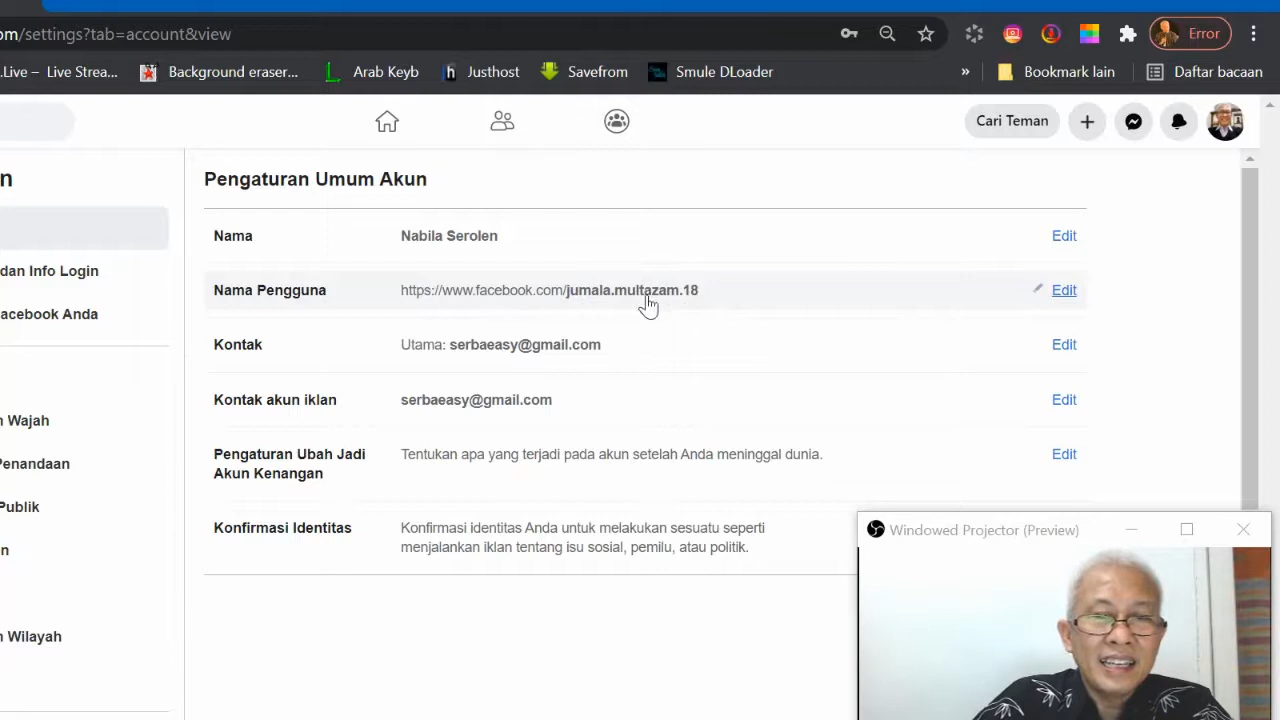 om/settings?tab=account&view
Error
.Live – Live Strea...
Background eraser...
Arab Keyb
Justhost
Savefrom
Smule DLoader
»
Bookmark lain
Daftar bacaan
Cari Teman
n
Pengaturan Umum Akun
Nama
Nabila Serolen
Edit
dan Info Login
Nama Pengguna
https://www.facebook.com/jumala.multazam.18
Edit
acebook Anda
Kontak
Utama: serbaeasy@gmail.com
Edit
Kontak akun iklan
serbaeasy@gmail.com
Edit
n Wajah
Pengaturan Ubah Jadi
Akun Kenangan
Tentukan apa yang terjadi pada akun setelah Anda meninggal dunia.
Edit
Penandaan
Publik
Konfirmasi Identitas
Konfirmasi identitas Anda untuk melakukan sesuatu seperti
menjalankan iklan tentang isu sosial, pemilu, atau politik.
n
Wilayah
Windowed Projector (Preview)